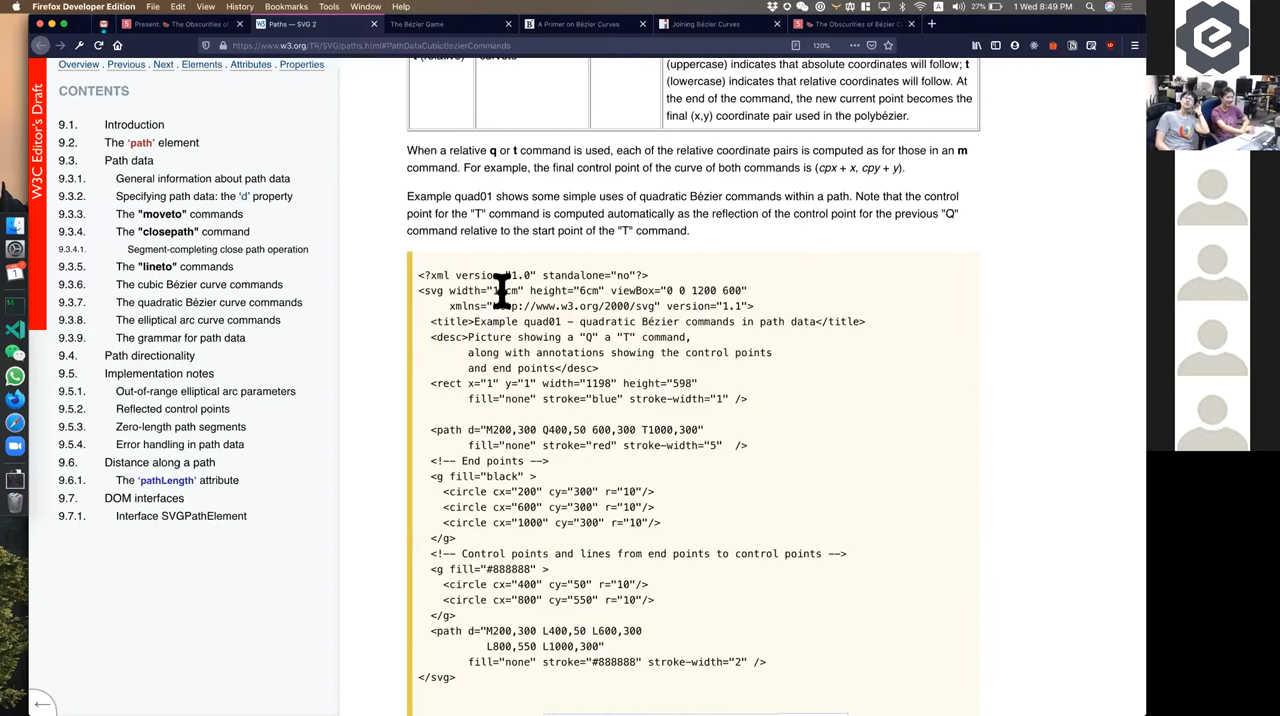 Firefox Developer Edition File Edit View History Bookmarks Tools Window Help
1 Wed 8:49 PM
27%
Present: 🥔 The Obscurities of
Paths — SVG 2
The Bézier Game
A Primer on Bézier Curves
Joining Bézier Curves
The Obscurities of Bézier C
https://www.w3.org/TR/SVG/paths.html#PathDataCubicBezierCommands
120%
W3C Editor's Draft
Overview . Previous . Next . Elements . Attributes . Properties
CONTENTS
9.1. Introduction
9.2. The 'path' element
9.3. Path data
9.3.1. General information about path data
9.3.2. Specifying path data: the 'd' property
9.3.3. The "moveto" commands
9.3.4. The "closepath" command
9.3.4.1. Segment-completing close path operation
9.3.5. The "lineto" commands
9.3.6. The cubic Bézier curve commands
9.3.7. The quadratic Bézier curve commands
9.3.8. The elliptical arc curve commands
9.3.9. The grammar for path data
9.4. Path directionality
9.5. Implementation notes
9.5.1. Out-of-range elliptical arc parameters
9.5.2. Reflected control points
9.5.3. Zero-length path segments
9.5.4. Error handling in path data
9.6. Distance along a path
9.6.1. The 'pathLength' attribute
9.7. DOM interfaces
9.7.1. Interface SVGPathElement
(uppercase) indicates that absolute coordinates will follow; t
(lowercase) indicates that relative coordinates will follow. At
the end of the command, the new current point becomes the
final (x,y) coordinate pair used in the polybézier.
When a relative q or t command is used, each of the relative coordinate pairs is computed as for those in an m
command. For example, the final control point of the curve of both commands is (cpx + x, cpy + y).
Example quad01 shows some simple uses of quadratic Bézier commands within a path. Note that the control
point for the "T" command is computed automatically as the reflection of the control point for the previous "Q"
command relative to the start point of the "T" command.
<?xml version="1.0" standalone="no"?>
<svg width="12cm" height="6cm" viewBox="0 0 1200 600"
xmlns="http://www.w3.org/2000/svg" version="1.1">
<title>Example quad01 - quadratic Bézier commands in path data</title>
<desc>Picture showing a "Q" a "T" command,
along with annotations showing the control points
and end points</desc>
<rect x="1" y="1" width="1198" height="598"
fill="none" stroke="blue" stroke-width="1" />
<path d="M200,300 Q400,50 600,300 T1000,300"
fill="none" stroke="red" stroke-width="5" />
<!-- End points -->
<g fill="black" >
<circle cx="200" cy="300" r="10"/>
<circle cx="600" cy="300" r="10"/>
<circle cx="1000" cy="300" r="10"/>
</g>
<!-- Control points and lines from end points to control points -->
<g fill="#888888" >
<circle cx="400" cy="50" r="10"/>
<circle cx="800" cy="550" r="10"/>
</g>
<path d="M200,300 L400,50 L600,300
L800,550 L1000,300"
fill="none" stroke="#888888" stroke-width="2" />
</svg>